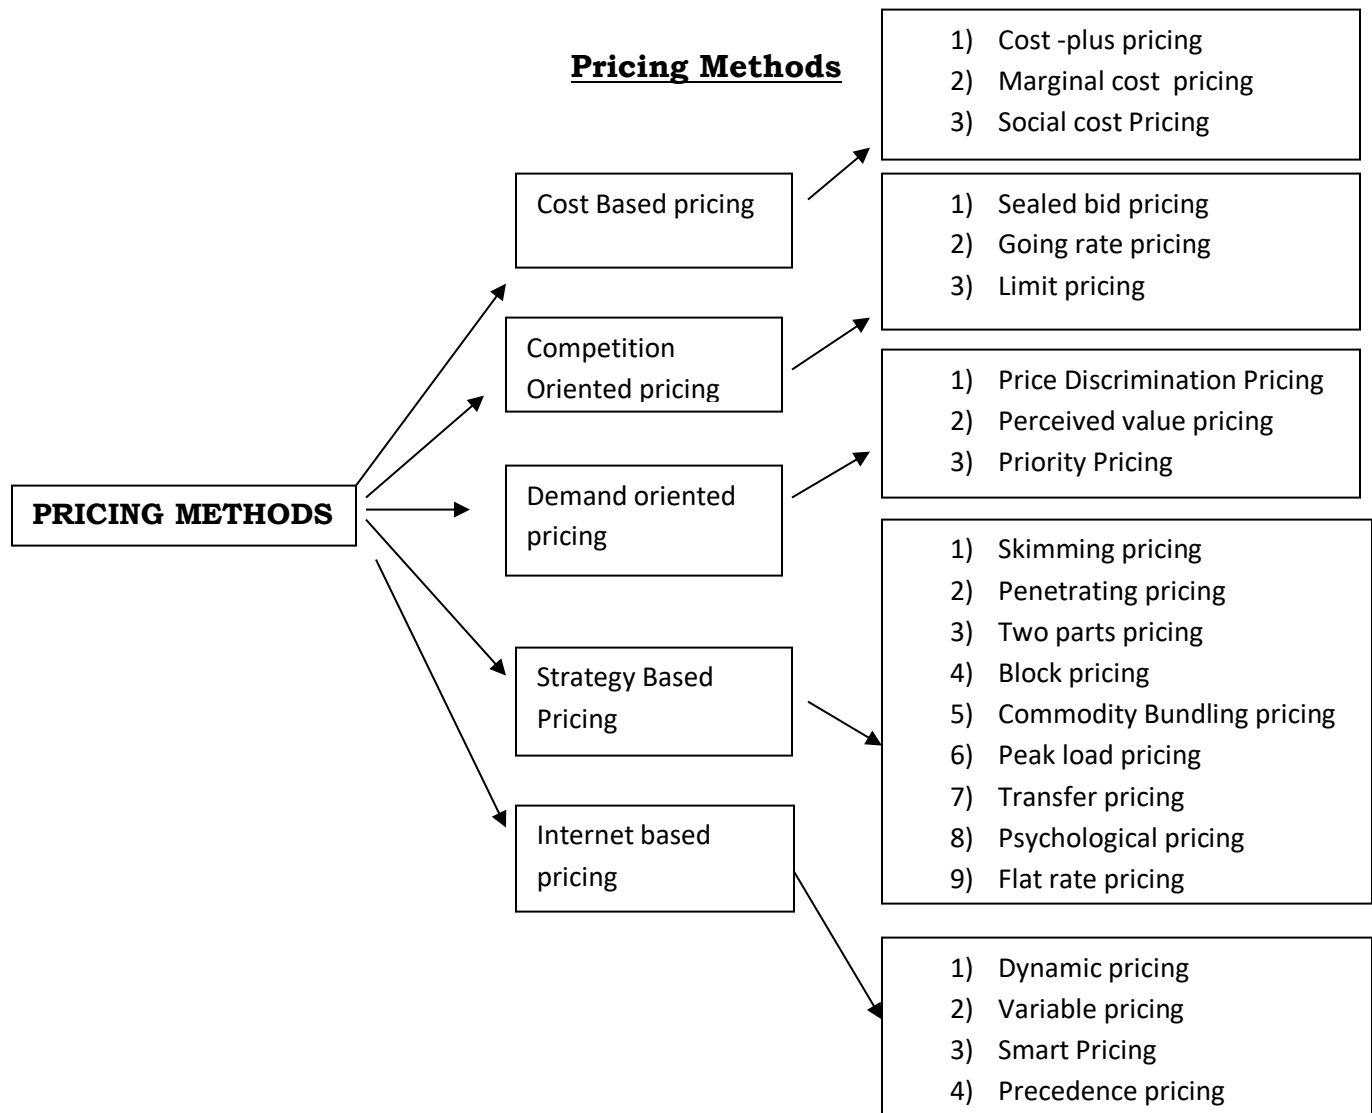 Pricing Methods
1) Cost -plus pricing
2) Marginal cost pricing
3) Social cost Pricing
Cost Based pricing
1) Sealed bid pricing
2) Going rate pricing
3) Limit pricing
Competition
Oriented pricing
1) Price Discrimination Pricing
2) Perceived value pricing
3) Priority Pricing
PRICING METHODS
Demand oriented
pricing
1) Skimming pricing
2) Penetrating pricing
3) Two parts pricing
4) Block pricing
5) Commodity Bundling pricing
6) Peak load pricing
7) Transfer pricing
8) Psychological pricing
9) Flat rate pricing
Strategy Based
Pricing
Internet based
pricing
1) Dynamic pricing
2) Variable pricing
3) Smart Pricing
4) Precedence pricing